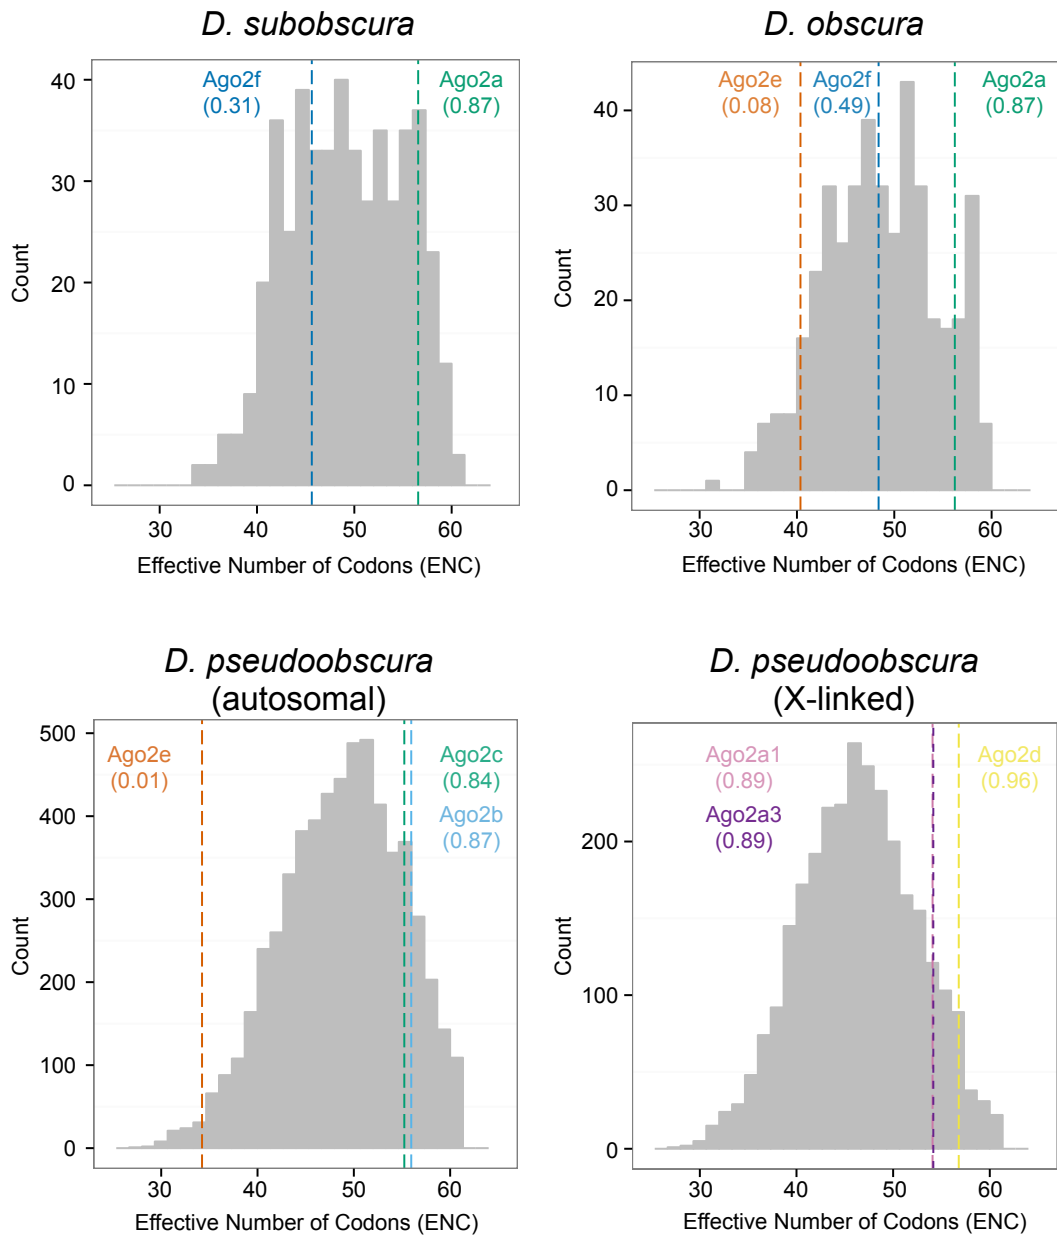 D. subobscura
Ago2f
(0.31)
Ago2a
(0.87)
40
30
20
10
0
Count
30
40
50
60
Effective Number of Codons (ENC)
D. obscura
Ago2e
(0.08)
Ago2f
(0.49)
Ago2a
(0.87)
40
30
20
10
0
Count
30
40
50
60
Effective Number of Codons (ENC)
D. pseudoobscura
(autosomal)
Ago2e
(0.01)
Ago2c
(0.84)
Ago2b
(0.87)
500
400
300
200
100
0
Count
30
40
50
60
Effective Number of Codons (ENC)
D. pseudoobscura
(X-linked)
Ago2a1
(0.89)
Ago2a3
(0.89)
Ago2d
(0.96)
200
100
0
Count
30
40
50
60
Effective Number of Codons (ENC)